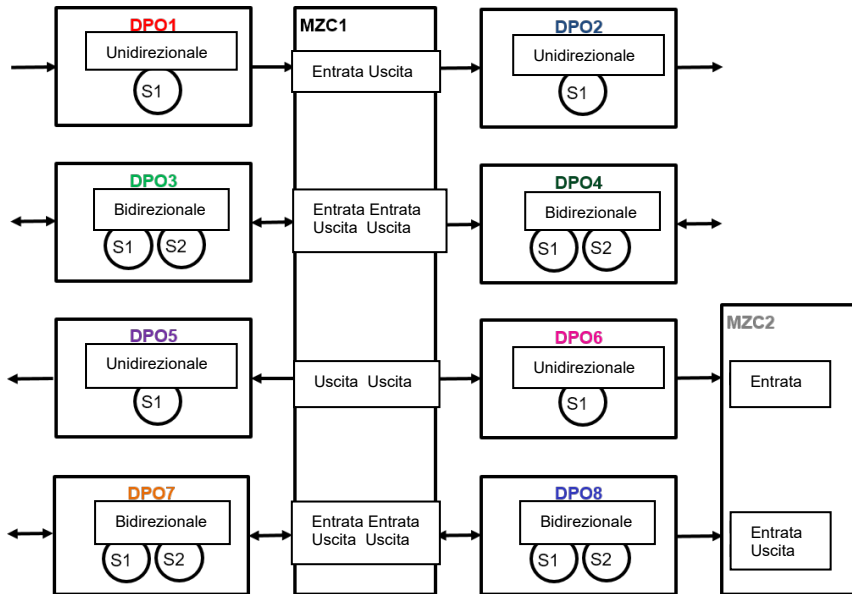 DPO1
MZC1
DPO2
Unidirezionale
S1
Entrata Uscita
Unidirezionale
S1
DPO3
Bidirezionale
S1 S2
Entrata Entrata
Uscita Uscita
DPO4
Bidirezionale
S1 S2
DPO5
Unidirezionale
S1
Uscita Uscita
DPO6
Unidirezionale
S1
MZC2
Entrata
DPO7
Bidirezionale
S1 S2
Entrata Entrata
Uscita Uscita
DPO8
Bidirezionale
S1 S2
Entrata
Uscita